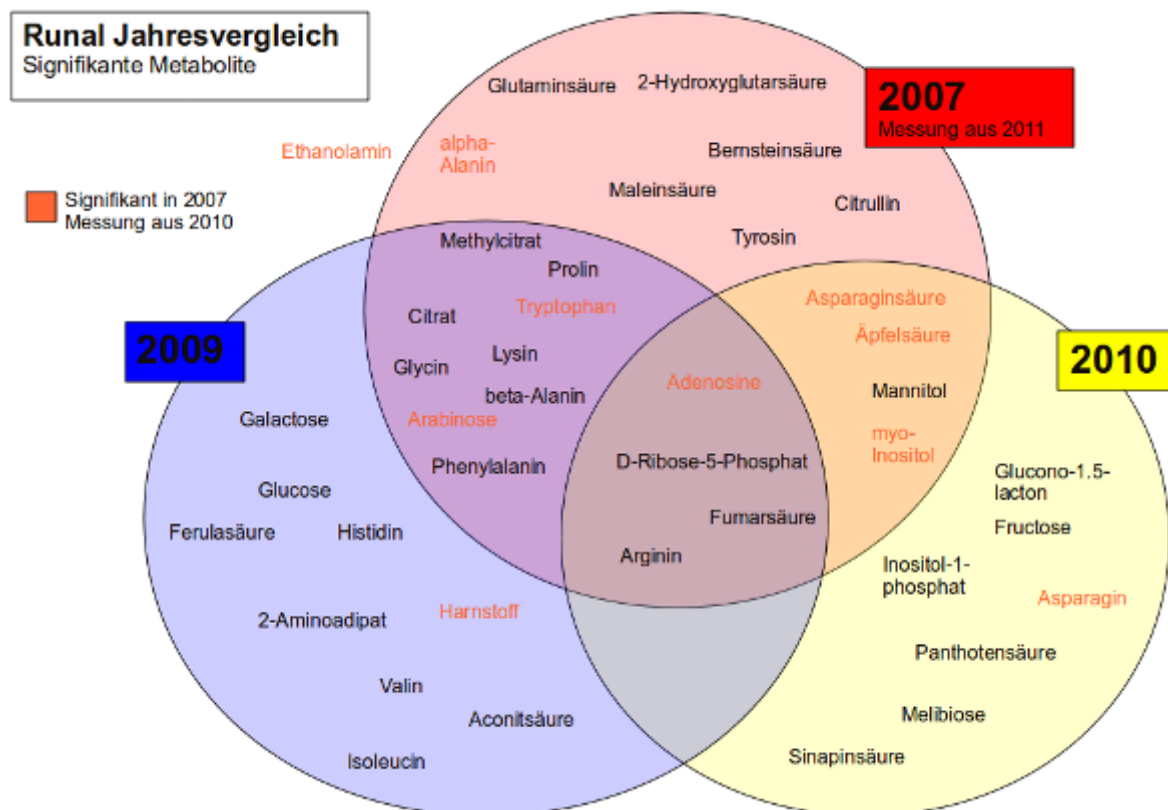 Runal Jahresvergleich
Signifikante Metabolite
2007
Messung aus 2011
Glutaminsäure
2-Hydroxyglutarsäure
Ethanolamin
alpha-
Alanin
Bernsteinsäure
Maleinsäure
Citrullin
Tyrosin
Signifikant in 2007
Messung aus 2010
Methylcitrat
Prolin
Tryptophan
Citrat
Lysin
Glycin
beta-Alanin
Arabinose
Phenylalanin
Asparaginsäure
Äpfelsäure
Mannitol
myo-
Inositol
Adenosine
D-Ribose-5-Phosphat
Fumarsäure
Arginin
2009
Galactose
Glucose
Ferulasäure
Histidin
2-Aminoadipat
Harnstoff
Valin
Aconitsäure
Isoleucin
2010
Glucono-1.5-
lacton
Fructose
Inositol-1-
phosphat
Asparagin
Panthotensäure
Melibiose
Sinapinsäure